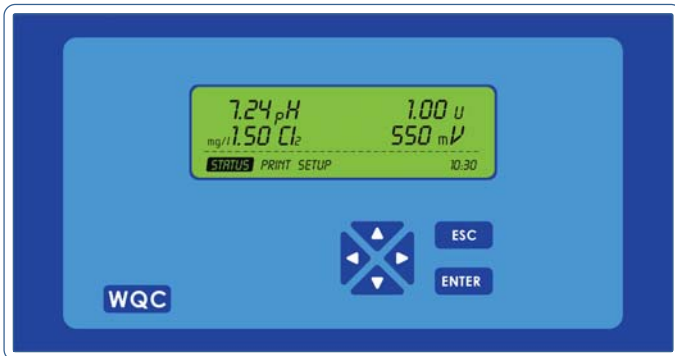 7.24 pH 1.00 u
mg/l 1.50 Cl₂ 550 mV
STATUS PRINT SETUP 10:30
ESC
ENTER
WQC